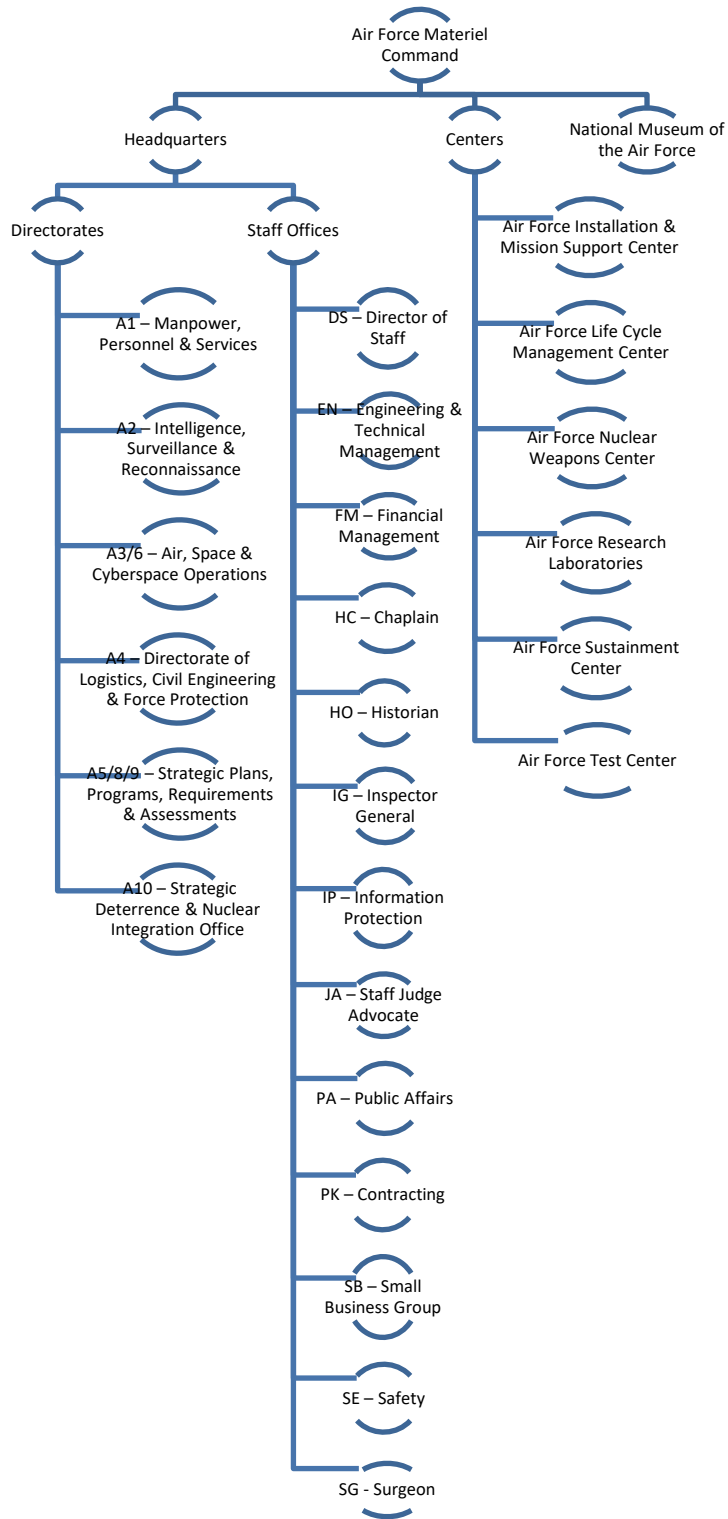 Air Force Materiel
Command
Headquarters
Centers
National Museum of
the Air Force
Directorates
Staff Offices
A1 – Manpower,
Personnel & Services
A2 – Intelligence,
Surveillance &
Reconnaissance
A3/6 – Air, Space &
Cyberspace Operations
A4 – Directorate of
Logistics, Civil Engineering
& Force Protection
A5/8/9 – Strategic Plans,
Programs, Requirements
& Assessments
A10 – Strategic
Deterrence & Nuclear
Integration Office
DS – Director of
Staff
EN – Engineering &
Technical
Management
FM – Financial
Management
HC – Chaplain
HO – Historian
IG – Inspector
General
IP – Information
Protection
JA – Staff Judge
Advocate
PA – Public Affairs
PK – Contracting
SB – Small
Business Group
SE – Safety
SG - Surgeon
Air Force Installation &
Mission Support Center
Air Force Life Cycle
Management Center
Air Force Nuclear
Weapons Center
Air Force Research
Laboratories
Air Force Sustainment
Center
Air Force Test Center